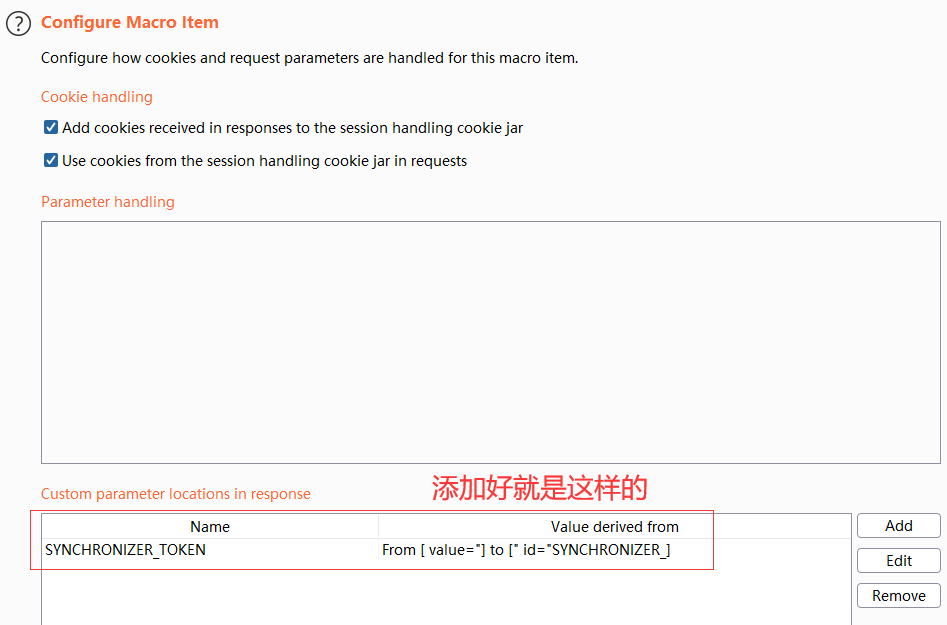 ?
Configure Macro Item
Configure how cookies and request parameters are handled for this macro item.
Cookie handling
Add cookies received in responses to the session handling cookie jar
Use cookies from the session handling cookie jar in requests
Parameter handling
添加好就是这样的
Custom parameter locations in response
Name Value derived from
SYNCHRONIZER_TOKEN From [ value="] to [" id="SYNCHRONIZER_]
Add
Edit
Remove